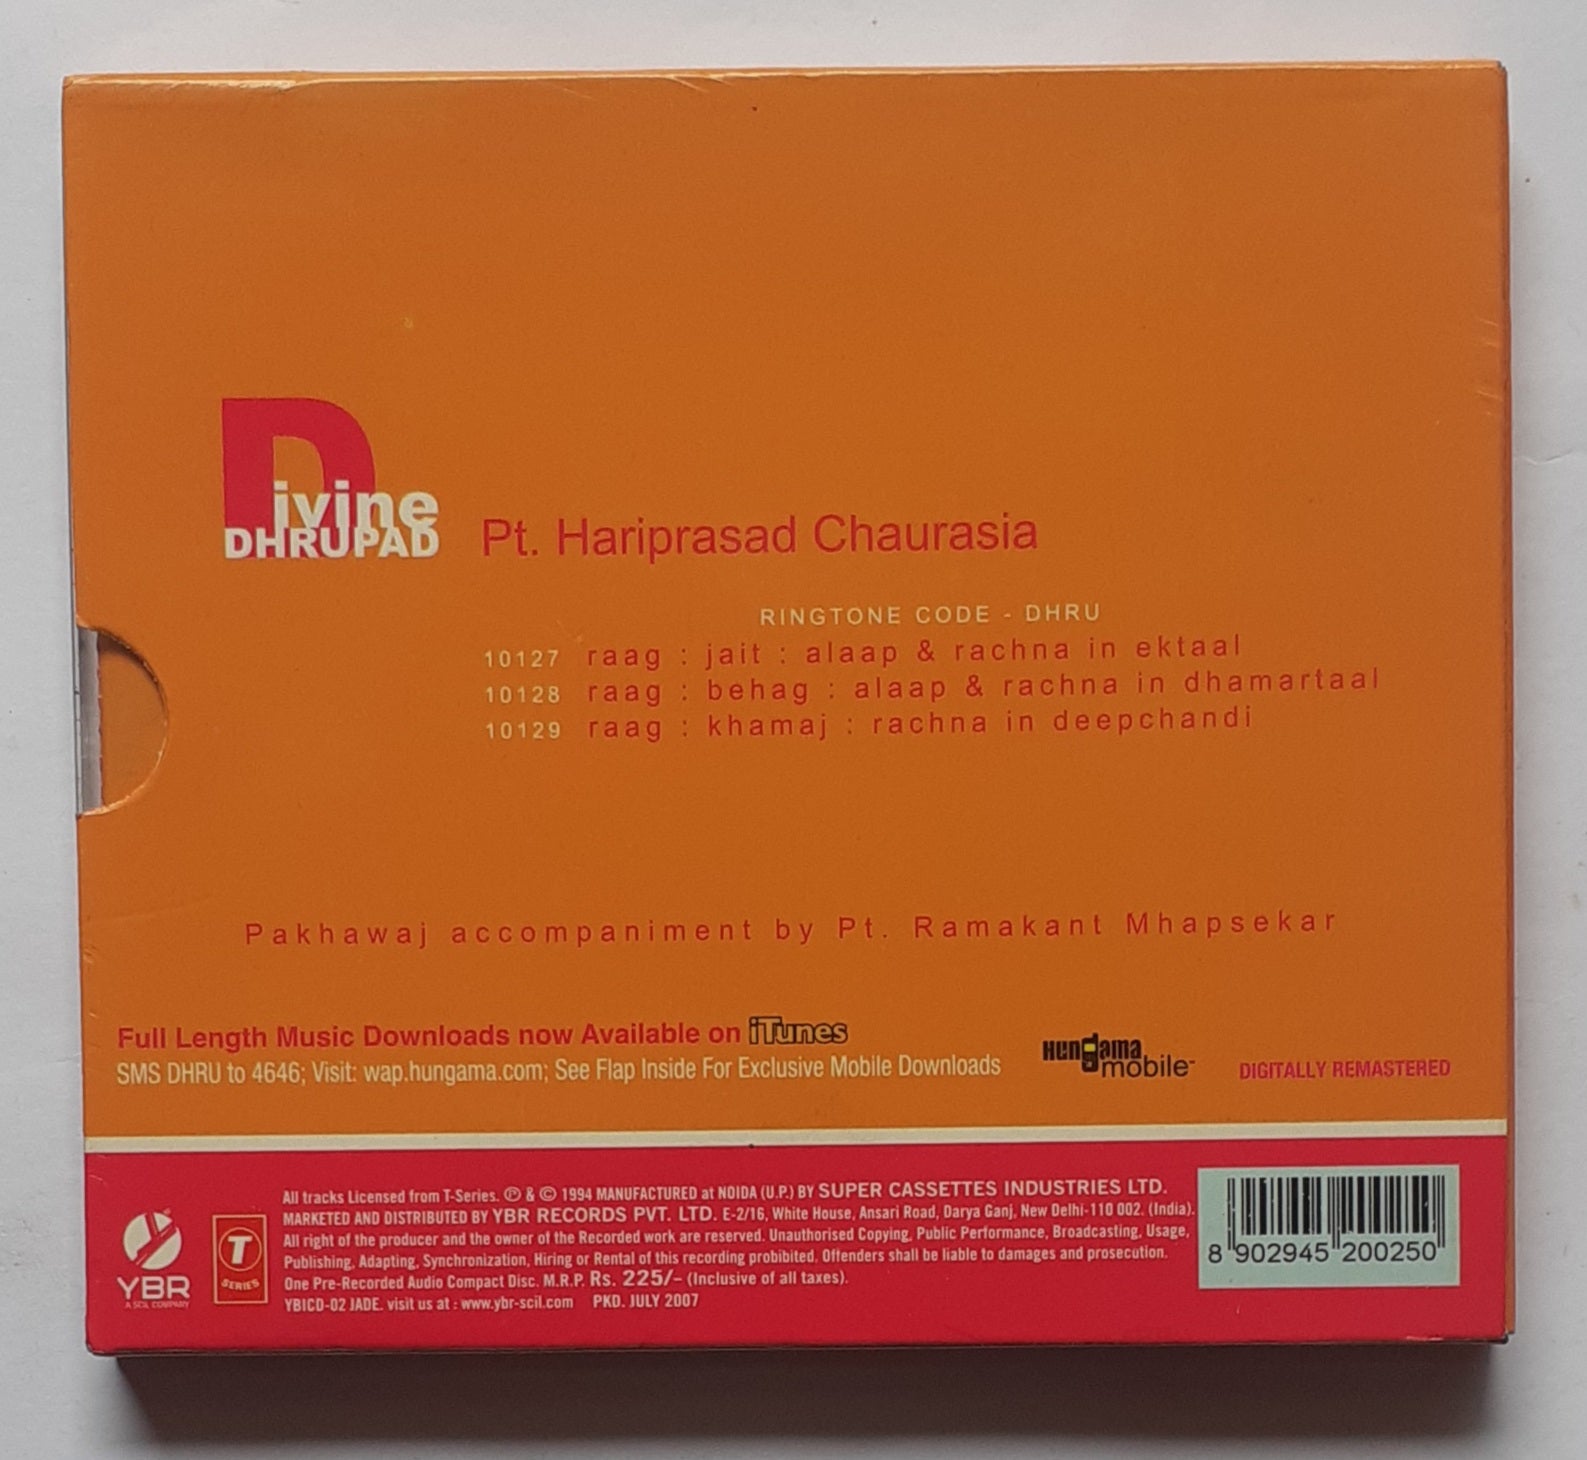 Divine
DHRUPAD
Pt. Hariprasad Chaurasia
RINGTONE CODE - DHRU
10127 raag : jait : alaap & rachna in ektaal
10128 raag : behag : alaap & rachna in dhamartaal
10129 raag : khamaj : rachna in deepchandi
Pakhawaj accompaniment by Pt. Ramakant Mhapsekar
Full Length Music Downloads now Available on iTunes
SMS DHRU to 4646; Visit: wap.hungama.com; See Flap Inside For Exclusive Mobile Downloads
Hungama
mobile™
DIGITALLY REMASTERED
YBR
A SCIL COMPANY
T
SERIES
All tracks Licensed from T-Series. ℗ & © 1994 MANUFACTURED at NOIDA (U.P.) BY SUPER CASSETTES INDUSTRIES LTD.
MARKETED AND DISTRIBUTED BY YBR RECORDS PVT. LTD. E-2/16, White House, Ansari Road, Darya Ganj, New Delhi-110 002. (India).
All right of the producer and the owner of the Recorded work are reserved. Unauthorised Copying, Public Performance, Broadcasting, Usage,
Publishing, Adapting, Synchronization, Hiring or Rental of this recording probibited. Offenders shall be liable to damages and prosecution.
One Pre-Recorded Audio Compact Disc. M.R.P. Rs. 225/- (Inclusive of all taxes).
YBICD-02 JADE. visit us at : www.ybr-scil.com PKD. JULY 2007
8 902945 200250